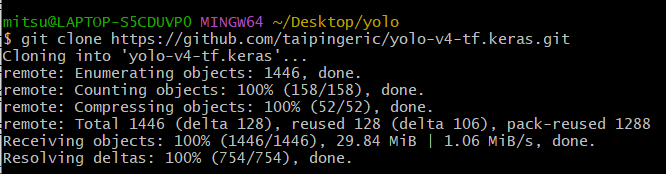 mitsu@LAPTOP-S5CDUVP0 MINGW64 ~/Desktop/yolo
$ git clone https://github.com/taipingeric/yolo-v4-tf.keras.git
Cloning into 'yolo-v4-tf.keras'...
remote: Enumerating objects: 1446, done.
remote: Counting objects: 100% (158/158), done.
remote: Compressing objects: 100% (52/52), done.
remote: Total 1446 (delta 128), reused 128 (delta 106), pack-reused 1288
Receiving objects: 100% (1446/1446), 29.84 MiB | 1.06 MiB/s, done.
Resolving deltas: 100% (754/754), done.